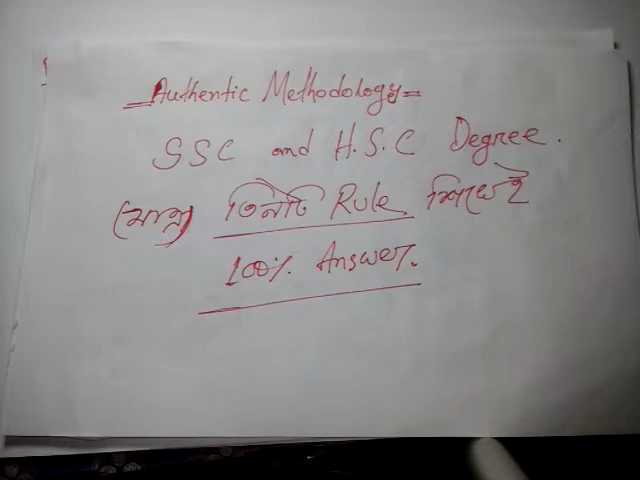 Authentic Methodology=
SSC and H.S.C Degree.
মোট তিনটি Rule শিখেই
100% Answer.